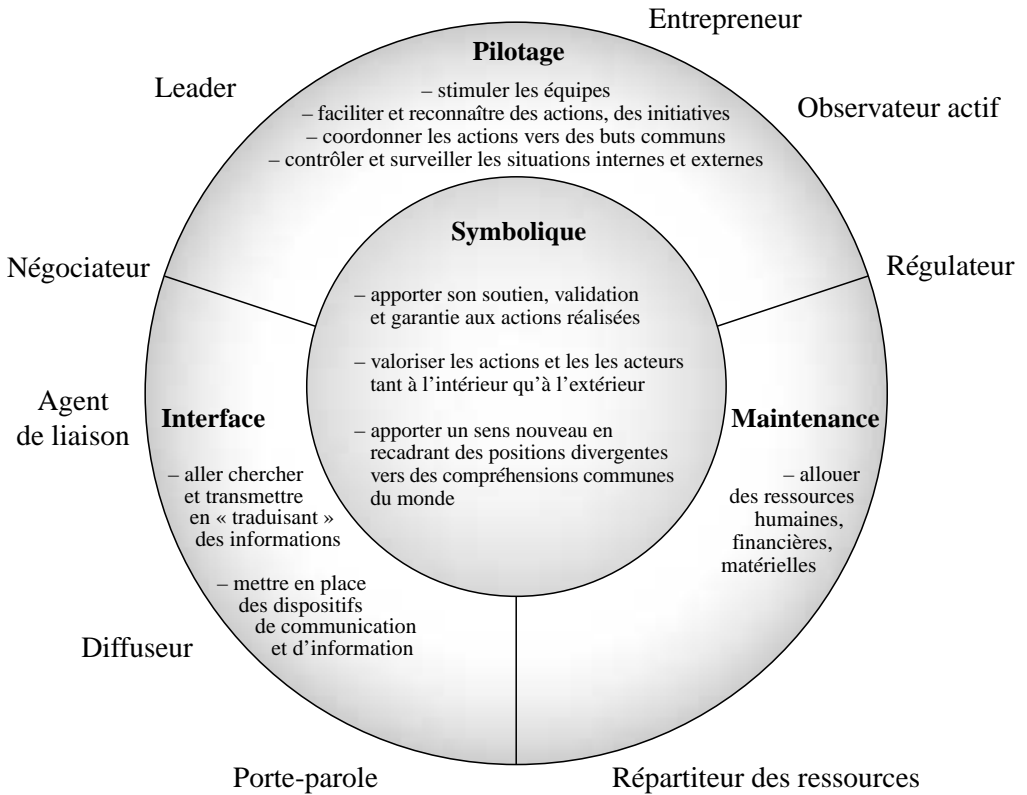 Entrepreneur
Pilotage
Leader
– stimuler les équipes
– faciliter et reconnaître des actions, des initiatives
Observateur actif
– coordonner les actions vers des buts communs
– contrôler et surveiller les situations internes et externes
Symbolique
Négociateur
Régulateur
– apporter son soutien, validation
et garantie aux actions réalisées
– valoriser les actions et les les acteurs
tant à l’intérieur qu’à l’extérieur
Agent
de liaison
Interface
Maintenance
– apporter un sens nouveau en
recadrant des positions divergentes
vers des compréhensions communes
du monde
– aller chercher
et transmettre
en « traduisant »
des informations
– allouer
des ressources
humaines,
financières,
matérielles
– mettre en place
des dispositifs
de communication
et d’information
Diffuseur
Porte-parole
Répartiteur des ressources